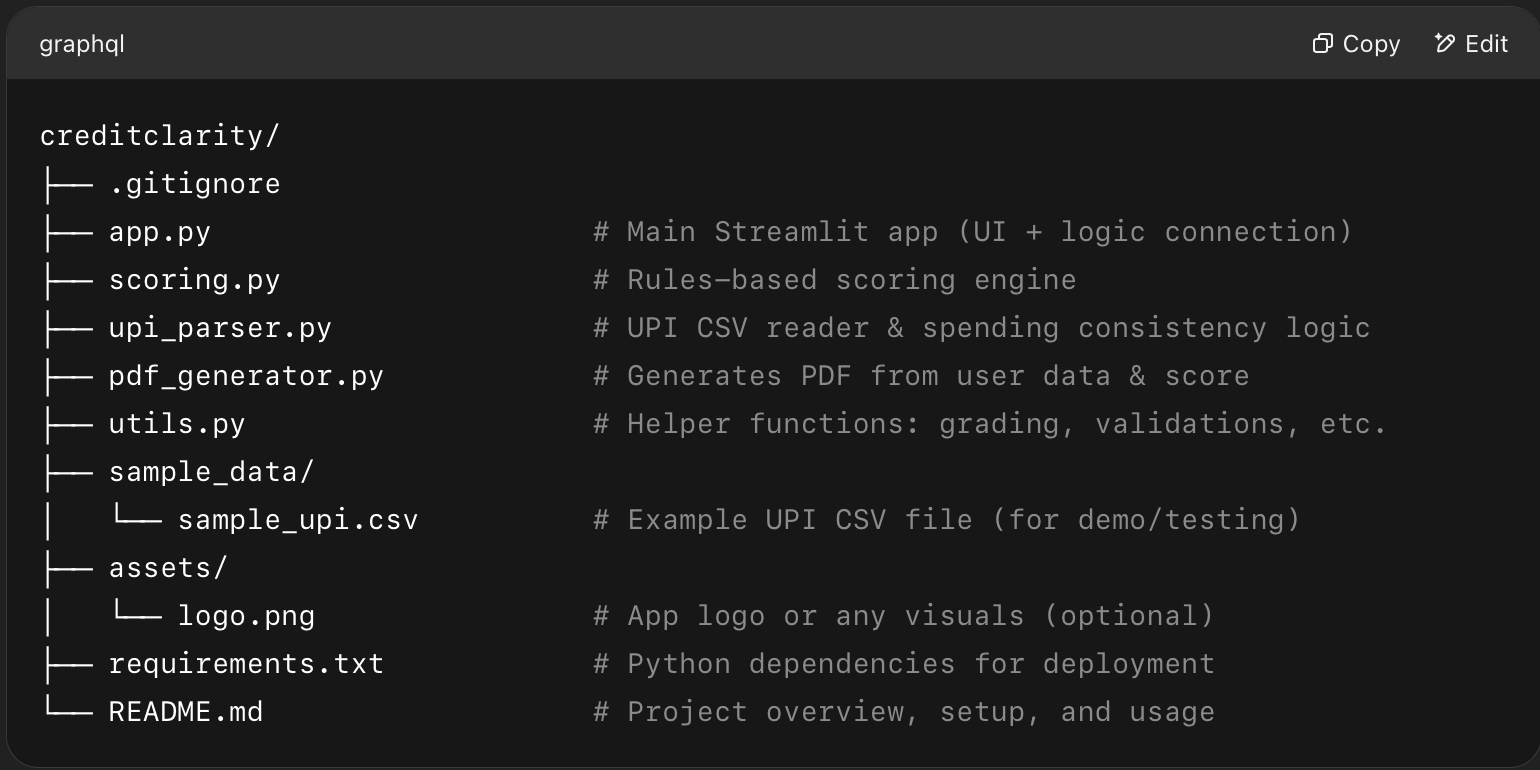 graphql
Copy
Edit
creditclarity/
├── .gitignore
├── app.py                            # Main Streamlit app (UI + logic connection)
├── scoring.py                        # Rules-based scoring engine
├── upi_parser.py                     # UPI CSV reader & spending consistency logic
├── pdf_generator.py                  # Generates PDF from user data & score
├── utils.py                          # Helper functions: grading, validations, etc.
├── sample_data/
│   └── sample_upi.csv                # Example UPI CSV file (for demo/testing)
├── assets/
│   └── logo.png                      # App logo or any visuals (optional)
├── requirements.txt                  # Python dependencies for deployment
└── README.md                         # Project overview, setup, and usage